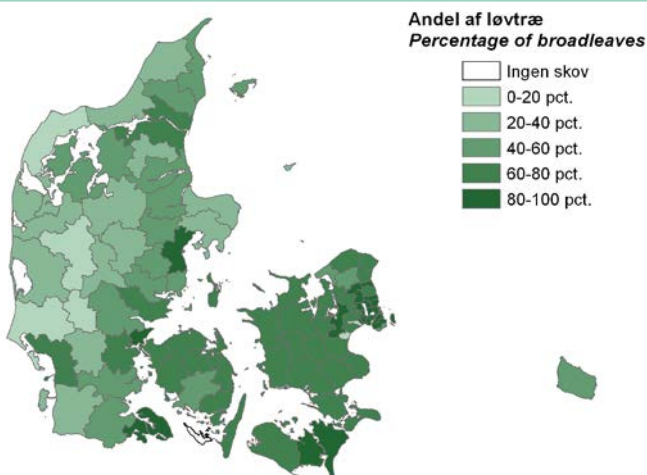 Andel af løvtræ
Percentage of broadleaves
Ingen skov
0-20 pct.
20-40 pct.
40-60 pct.
60-80 pct.
80-100 pct.